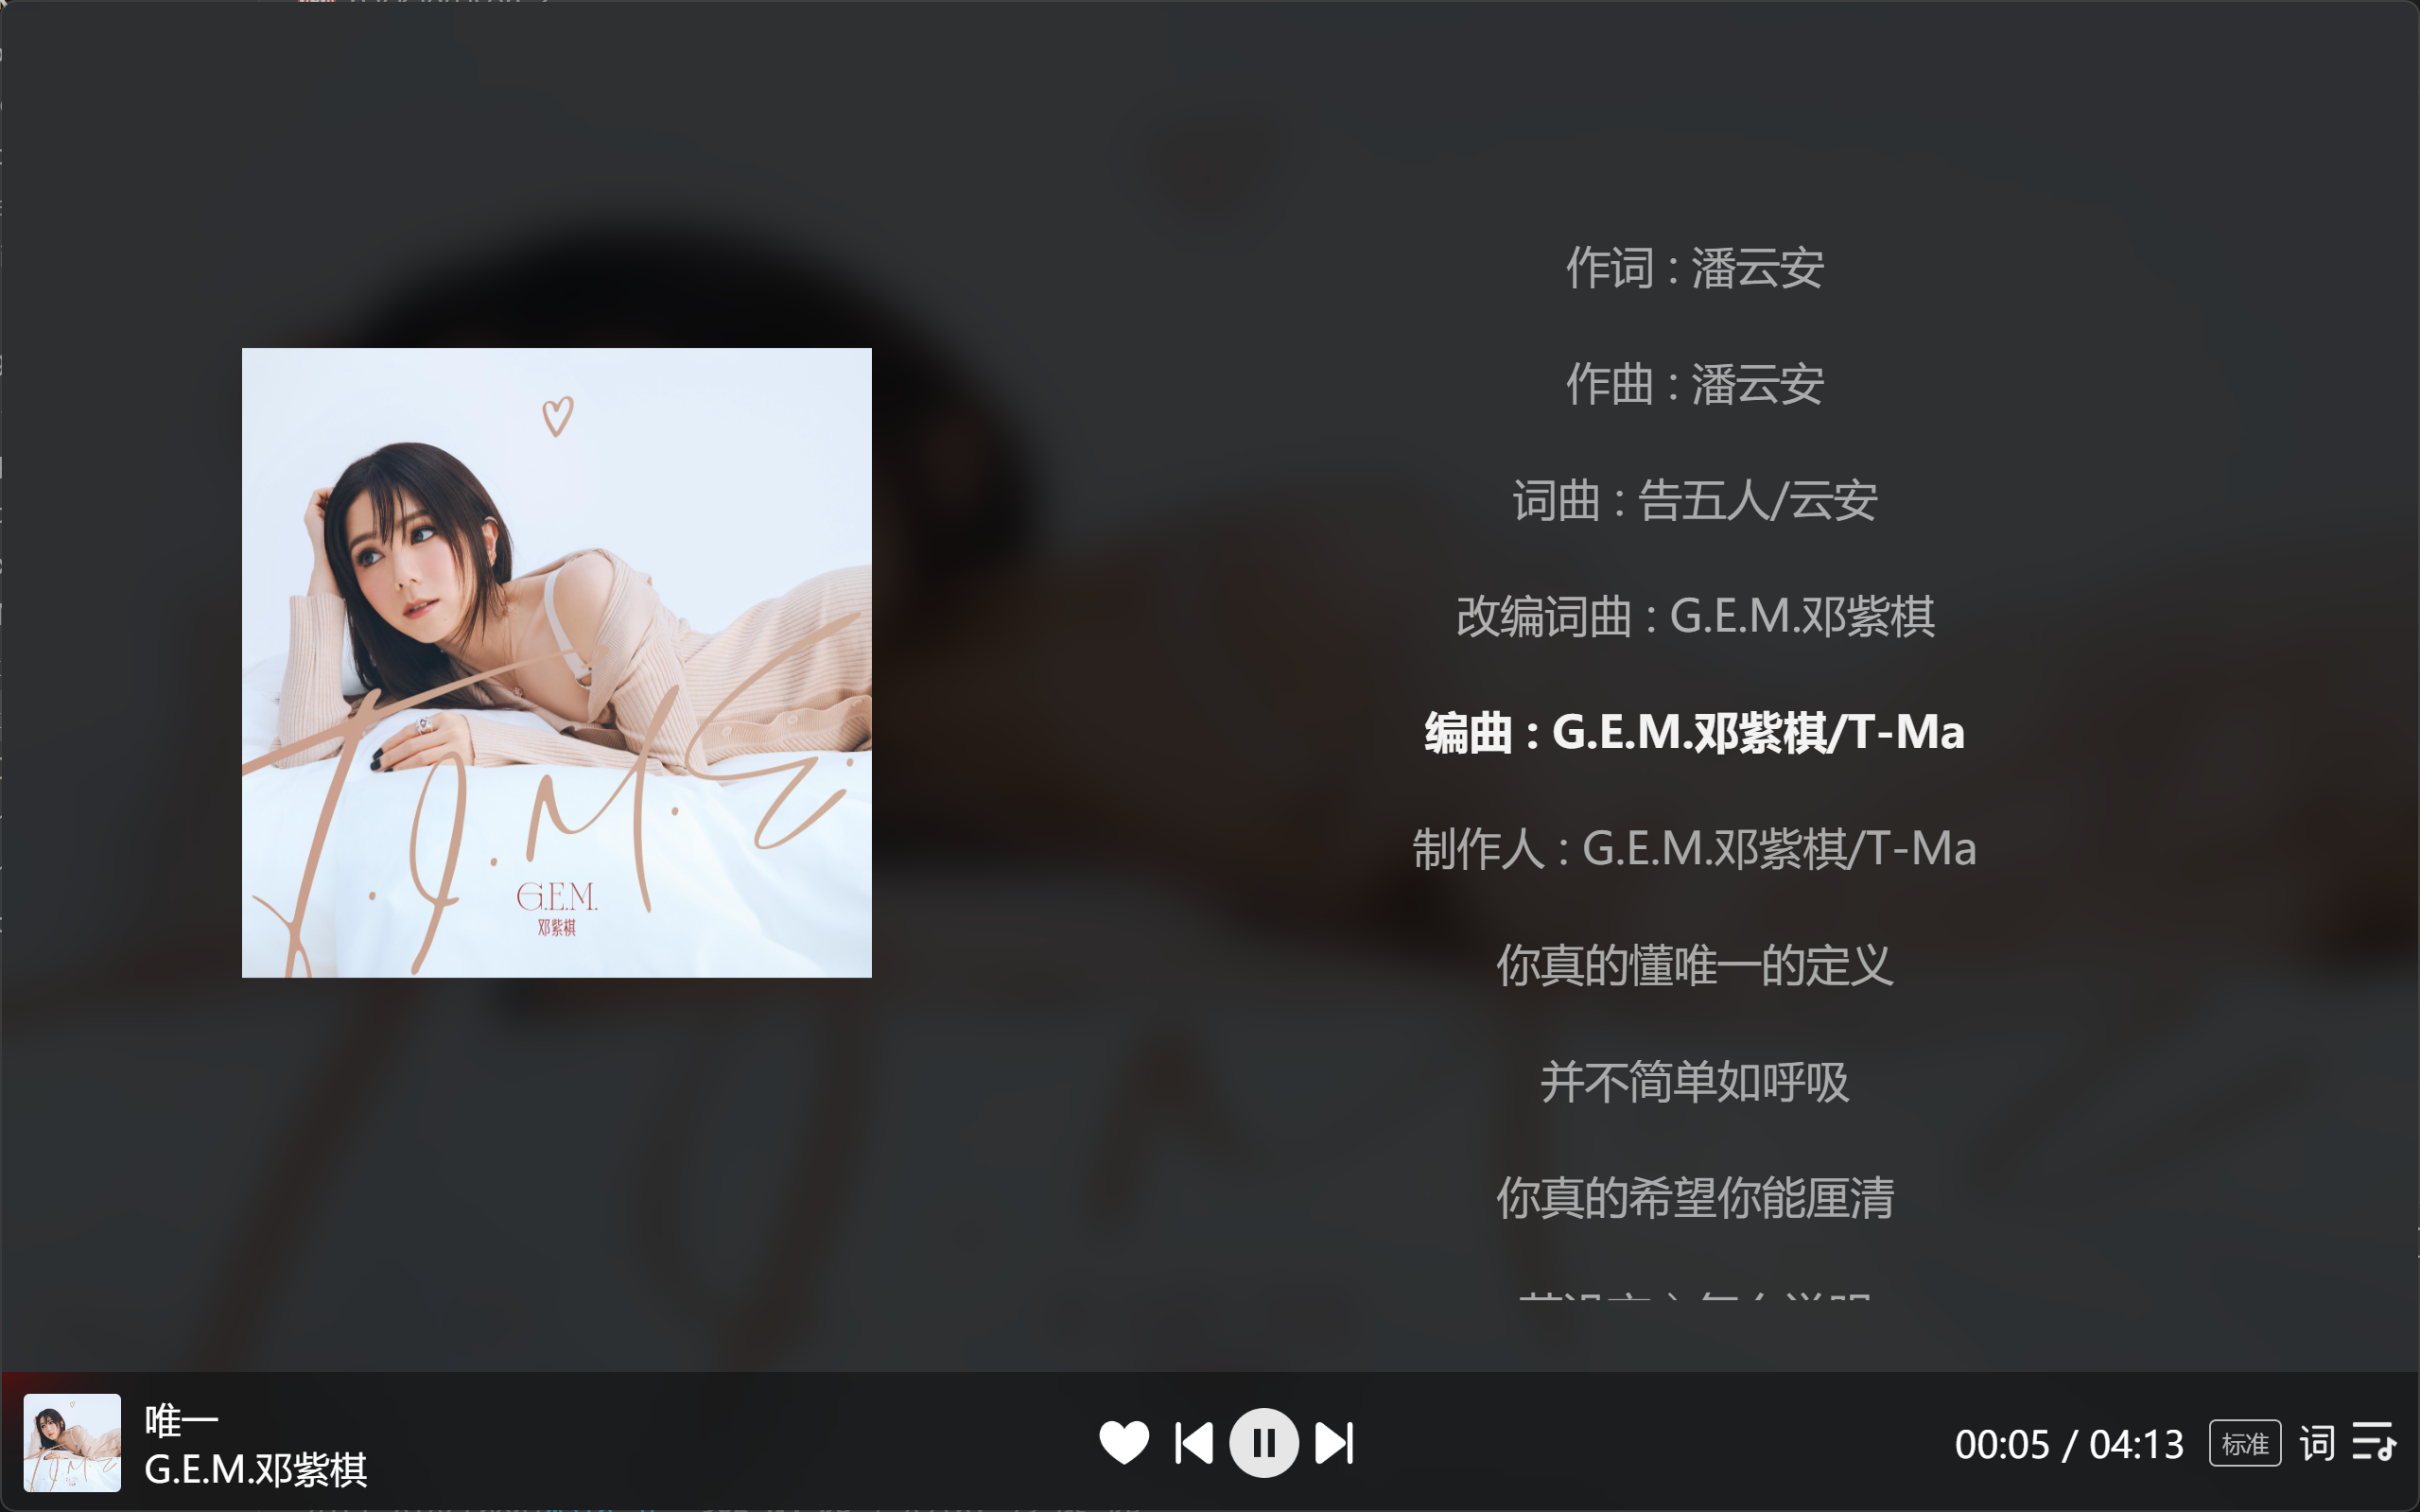 作词 : 潘云安
作曲 : 潘云安
词曲 : 告五人/云安
改编词曲 : G.E.M.邓紫棋
编曲 : G.E.M.邓紫棋/T-Ma
制作人 : G.E.M.邓紫棋/T-Ma
你真的懂唯一的定义
并不简单如呼吸
你真的希望你能厘清
G.E.M.
邓紫棋
唯一
G.E.M.邓紫棋
00:05 / 04:13
标准
词